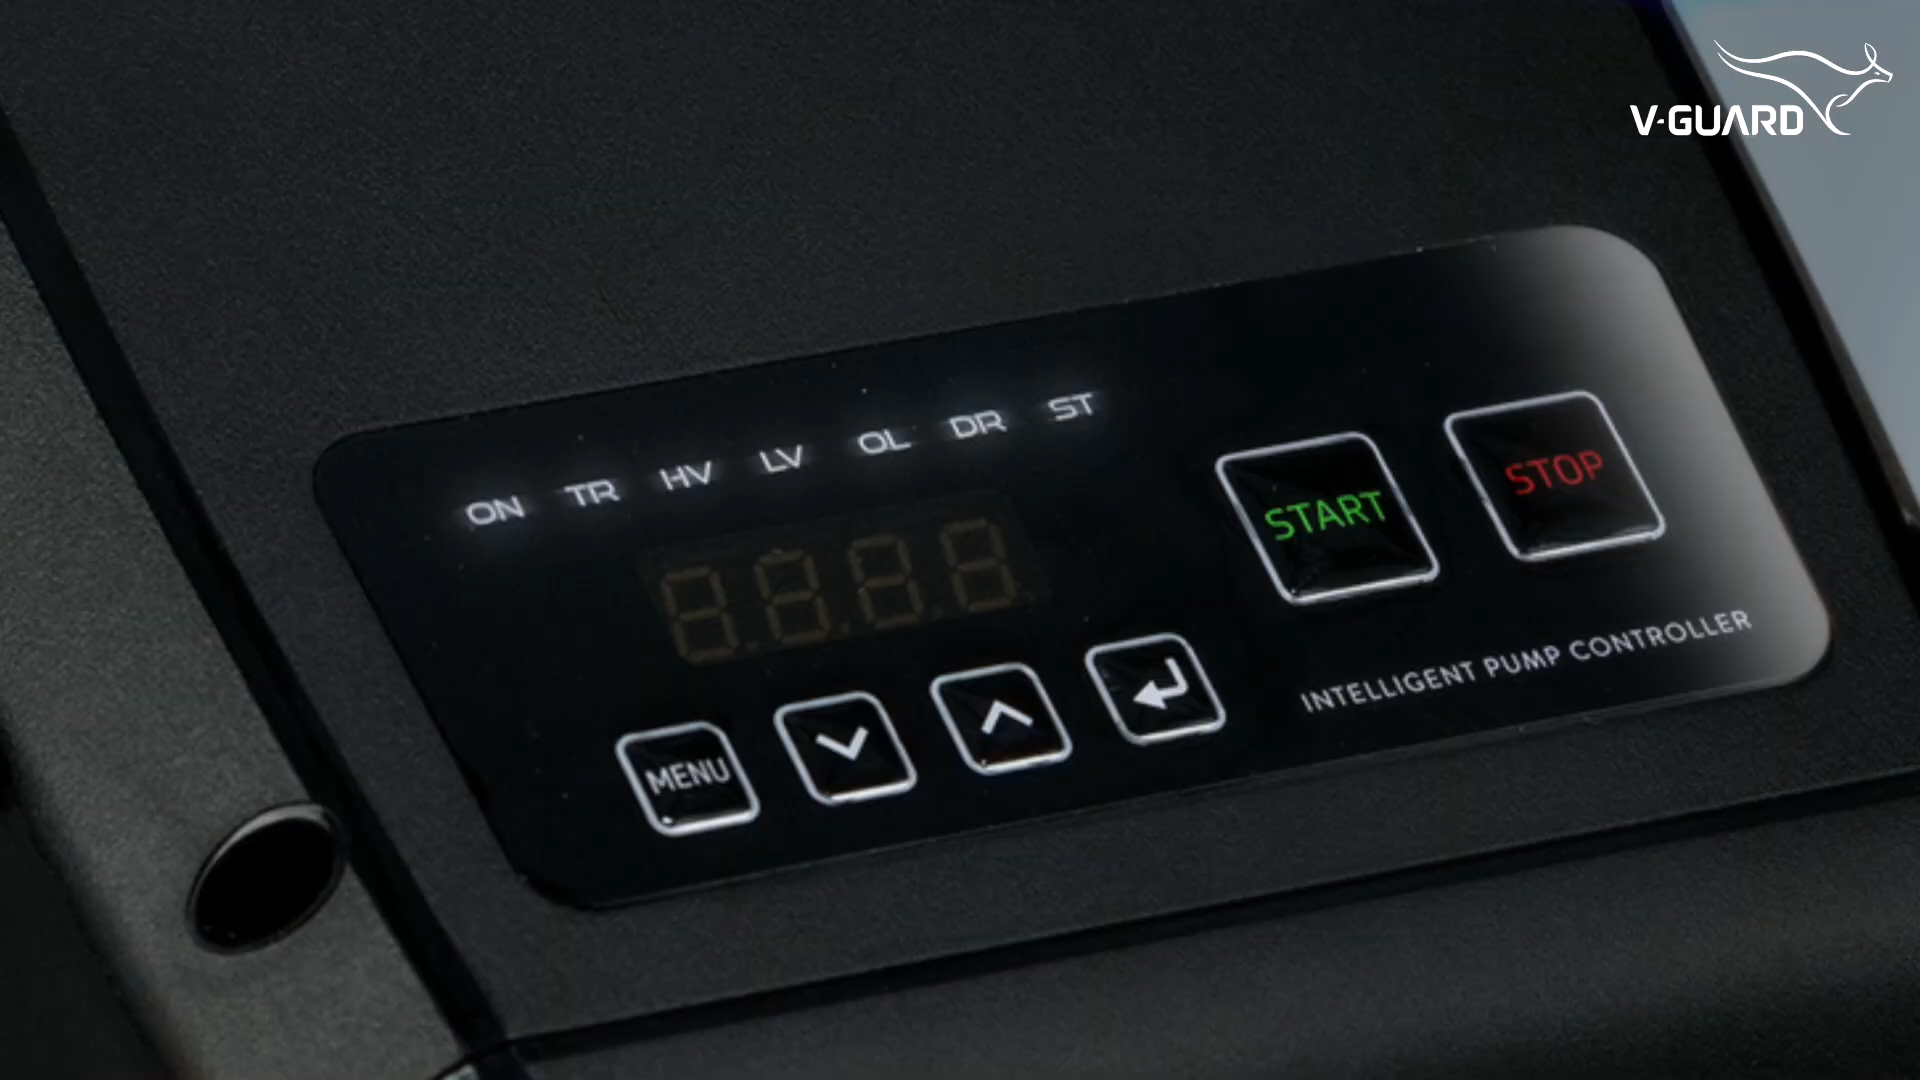 V-GUARD
ON TR HV LV OL DR ST
START
STOP
MENU
INTELLIGENT PUMP CONTROLLER